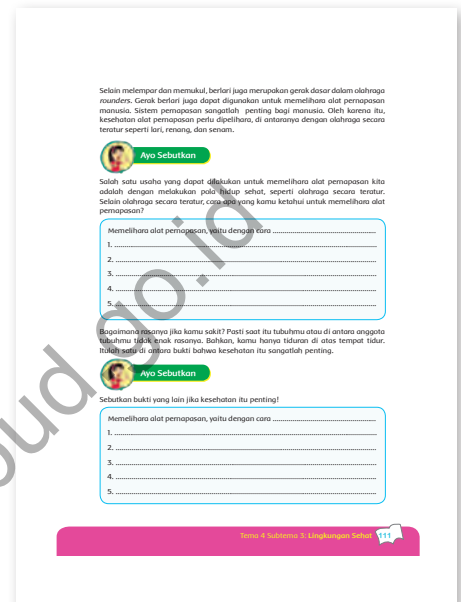 Selain melempar dan memukul, berlari juga merupakan gerak dasar dalam olahraga
rounders. Gerak berlari juga dapat digunakan untuk memelihara alat pernapasan
manusia. Sistem pernapasan sangatlah penting bagi manusia. Oleh karena itu,
kesehatan alat pernapasan perlu dipelihara, di antaranya dengan olahraga secara
teratur seperti lari, renang, dan senam.
Ayo Sebutkan
Salah satu usaha yang dapat dilakukan untuk memelihara alat pernapasan kita
adalah dengan melakukan pola hidup sehat, seperti olahraga secara teratur.
Selain olahraga secara teratur, cara apa yang kamu ketahui untuk memelihara alat
pernapasan?
Memelihara alat pernapasan, yaitu dengan cara
1.
2.
3.
4.
5.
Bagaimana rasanya jika kamu sakit? Pasti saat itu tubuhmu atau di antara anggota
tubuhmu tidak enak rasanya. Bahkan, kamu hanya tiduran di atas tempat tidur.
Itulah satu di antara bukti bahwa kesehatan itu sangatlah penting.
Ayo Sebutkan
Sebutkan bukti yang lain jika kesehatan itu penting!
Memelihara alat pernapasan, yaitu dengan cara
1.
2.
3.
4.
5.
Tema 4 Subtema 3: Lingkungan Sehat 111
ud.go.id